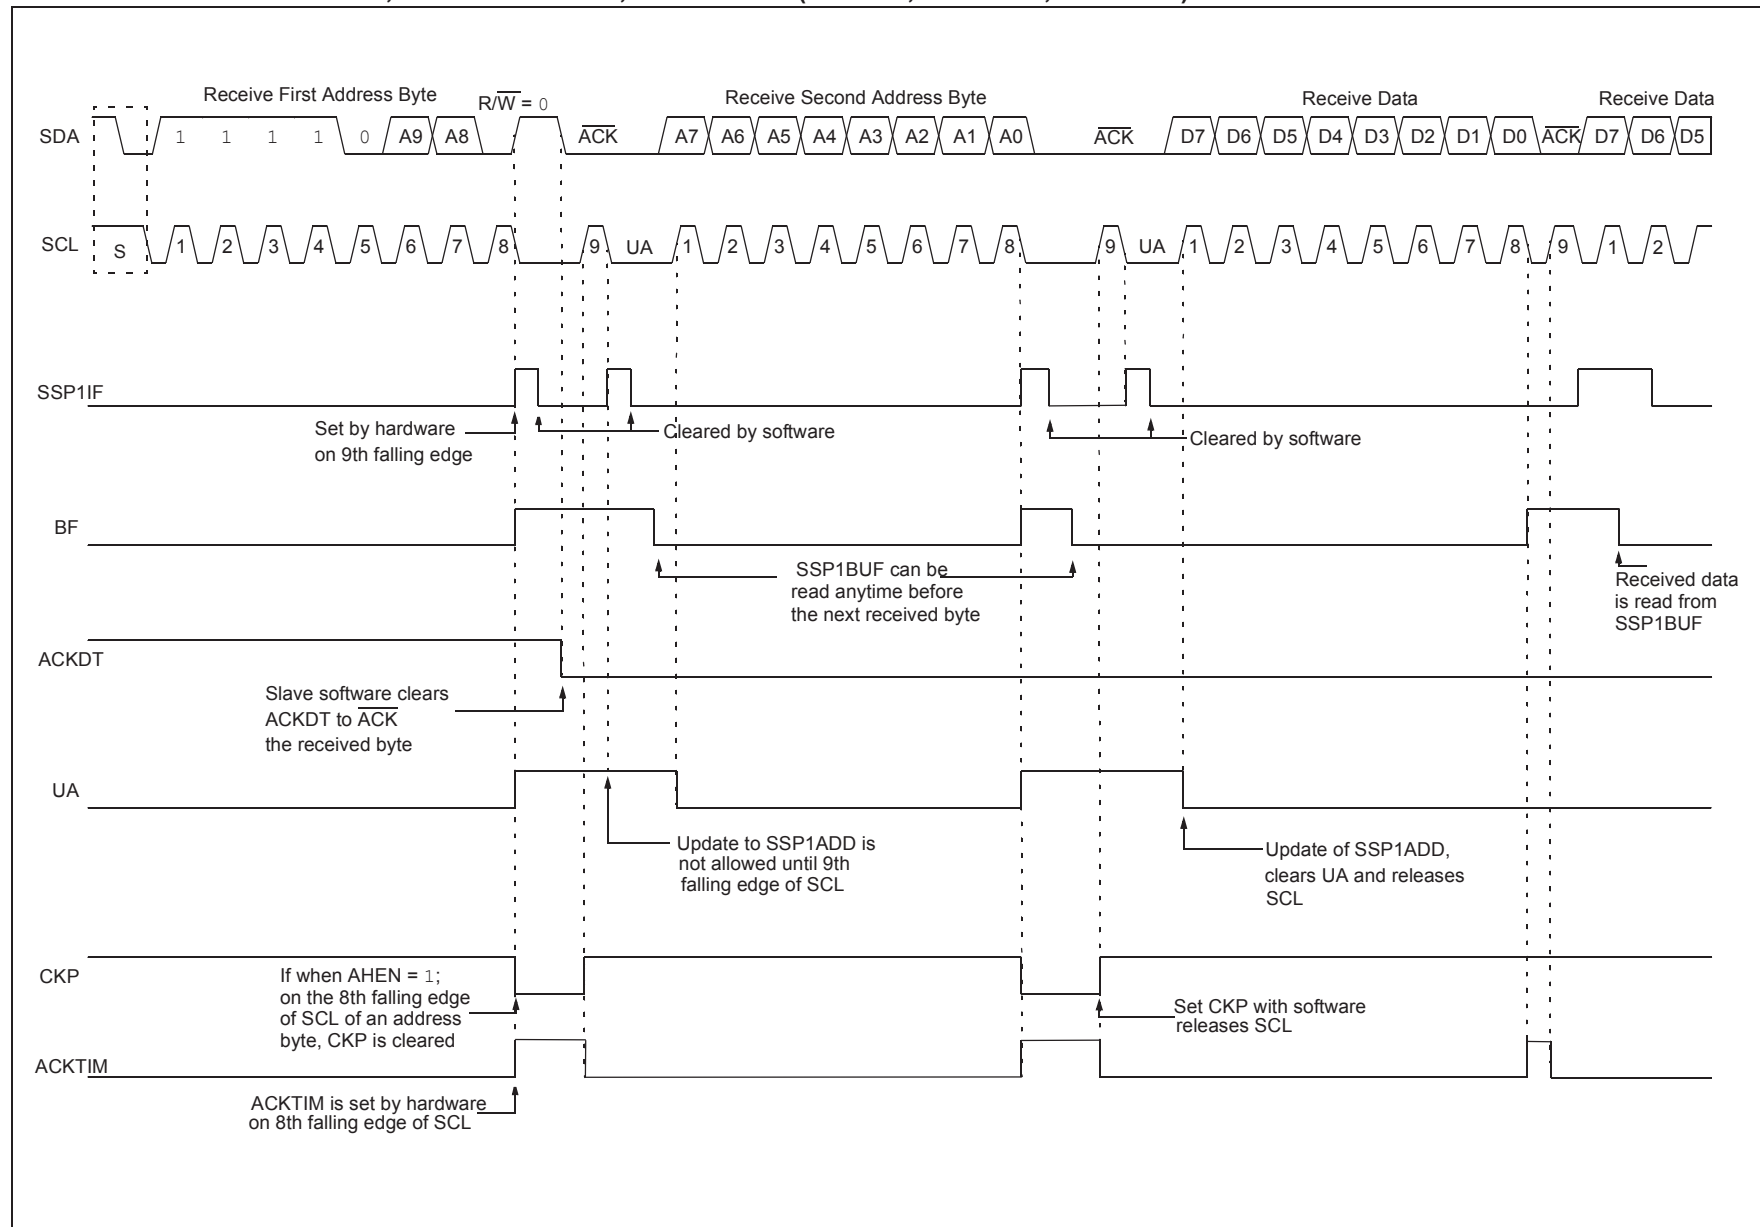 Receive First Address Byte
R/W = 0
Receive Second Address Byte
Receive Data
Receive Data
SDA
1 1 1 1 0 A9 A8
ACK
A7 A6 A5 A4 A3 A2 A1 A0
ACK
D7 D6 D5 D4 D3 D2 D1 D0
ACK
D7 D6 D5
SCL
S
1 2 3 4 5 6 7 8 9 UA 1 2 3 4 5 6 7 8 9 UA 1 2 3 4 5 6 7 8 9 1 2
SSP1IF
Set by hardware
on 9th falling edge
Cleared by software
Cleared by software
BF
SSP1BUF can be
read anytime before
the next received byte
Received data
is read from
SSP1BUF
ACKDT
Slave software clears
ACKDT to ACK
the received byte
UA
Update to SSP1ADD is
not allowed until 9th
falling edge of SCL
Update of SSP1ADD,
clears UA and releases
SCL
CKP
If when AHEN = 1;
on the 8th falling edge
of SCL of an address
byte, CKP is cleared
Set CKP with software
releases SCL
ACKTIM
ACKTIM is set by hardware
on 8th falling edge of SCL